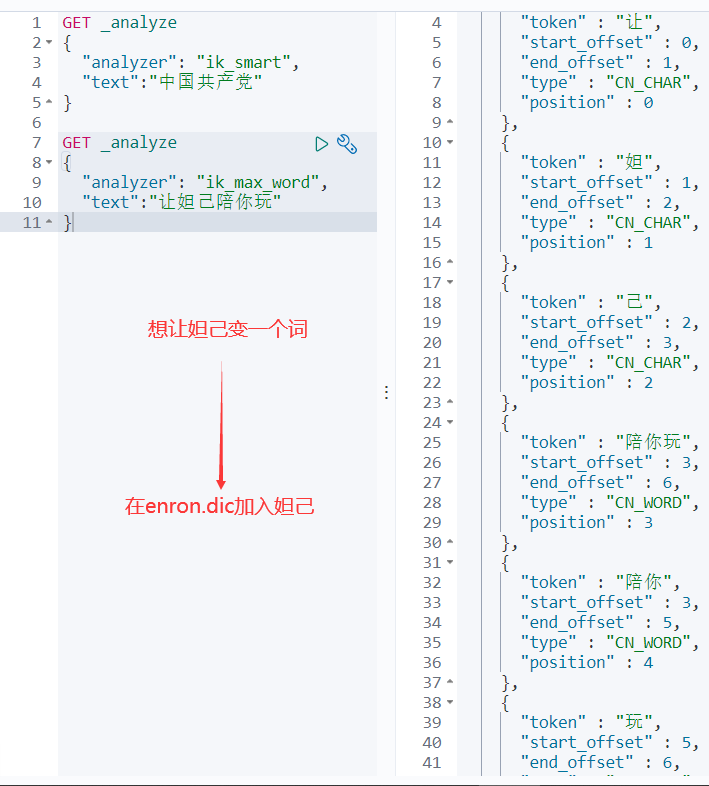 1 GET _analyze
2 {
3 "analyzer": "ik_smart",
4 "text":"中国共产党"
5 }
6
7 GET _analyze
8 {
9 "analyzer": "ik_max_word",
10 "text":"让妲己陪你玩"
11 }
想让妲己变一个词
在enron.dic加入妲己
4 "token" : "让",
5 "start_offset" : 0,
6 "end_offset" : 1,
7 "type" : "CN_CHAR",
8 "position" : 0
9 },
10 {
11 "token" : "妲",
12 "start_offset" : 1,
13 "end_offset" : 2,
14 "type" : "CN_CHAR",
15 "position" : 1
16 },
17 {
18 "token" : "己",
19 "start_offset" : 2,
20 "end_offset" : 3,
21 "type" : "CN_CHAR",
22 "position" : 2
23 },
24 {
25 "token" : "陪你玩",
26 "start_offset" : 3,
27 "end_offset" : 6,
28 "type" : "CN_WORD",
29 "position" : 3
30 },
31 {
32 "token" : "陪你",
33 "start_offset" : 3,
34 "end_offset" : 5,
35 "type" : "CN_WORD",
36 "position" : 4
37 },
38 {
39 "token" : "玩",
40 "start_offset" : 5,
41 "end_offset" : 6,